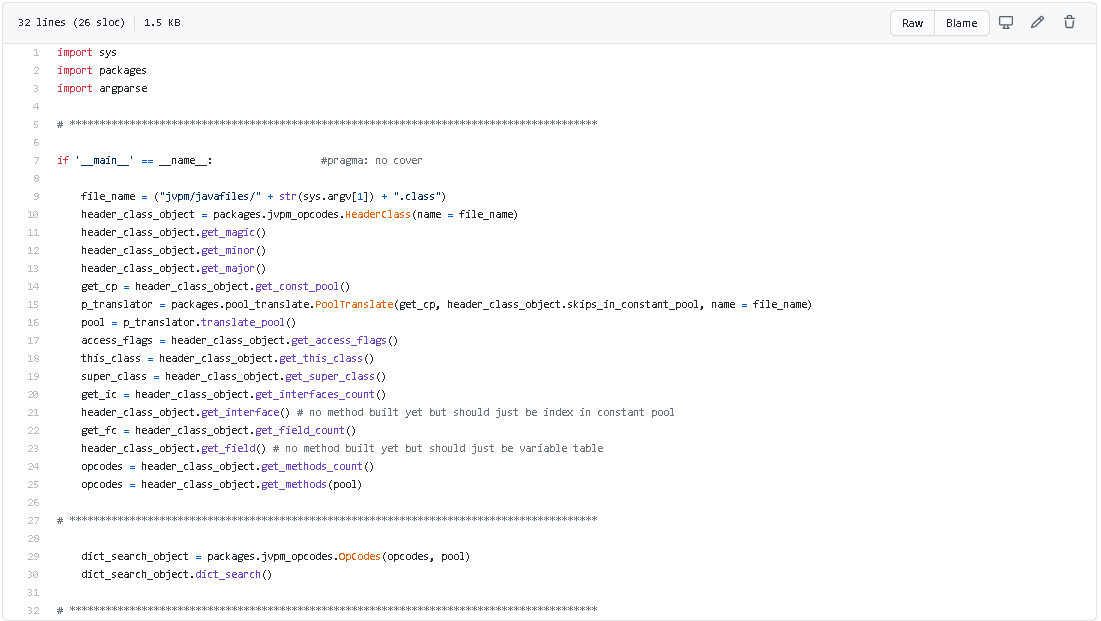 32 lines (26 sloc) 1.5 KB Raw Blame
1 import sys
2 import packages
3 import argparse
4
5 # ****************************************************************************************
6
7 if '__main__' == __name__: #pragma: no cover
8
9 file_name = ("jvpm/javafiles/" + str(sys.argv[1]) + ".class")
10 header_class_object = packages.jvpm_opcodes.HeaderClass(name = file_name)
11 header_class_object.get_magic()
12 header_class_object.get_minor()
13 header_class_object.get_major()
14 get_cp = header_class_object.get_const_pool()
15 p_translator = packages.pool_translate.PoolTranslate(get_cp, header_class_object.skips_in_constant_pool, name = file_name)
16 pool = p_translator.translate_pool()
17 access_flags = header_class_object.get_access_flags()
18 this_class = header_class_object.get_this_class()
19 super_class = header_class_object.get_super_class()
20 get_ic = header_class_object.get_interfaces_count()
21 header_class_object.get_interface() # no method built yet but should just be index in constant pool
22 get_fc = header_class_object.get_field_count()
23 header_class_object.get_field() # no method built yet but should just be variable table
24 opcodes = header_class_object.get_methods_count()
25 opcodes = header_class_object.get_methods(pool)
26
27 # ****************************************************************************************
28
29 dict_search_object = packages.jvpm_opcodes.OpCodes(opcodes, pool)
30 dict_search_object.dict_search()
31
32 # ****************************************************************************************